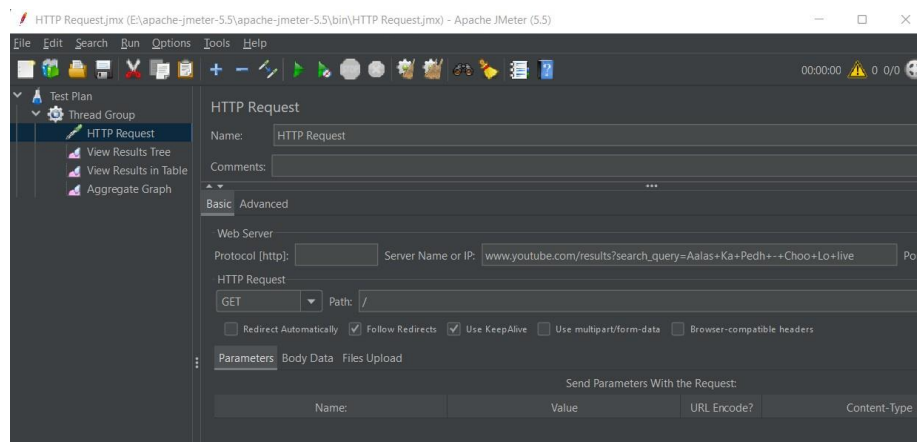 HTTP Request.jmx (E:\apache-jmeter-5.5\apache-jmeter-5.5\bin\HTTP Request.jmx) - Apache JMeter (5.5)
File Edit Search Run Options Tools Help
00:00:00 0 0/0
Test Plan
Thread Group
HTTP Request
View Results Tree
View Results in Table
Aggregate Graph
HTTP Request
Name: HTTP Request
Comments:
Basic Advanced
Web Server
Protocol [http]: Server Name or IP: www.youtube.com/results?search_query=Aalas+Ka+Pedh+-+Choo+Lo+live Po
HTTP Request
GET Path: /
Redirect Automatically Follow Redirects Use KeepAlive Use multipart/form-data Browser-compatible headers
Parameters Body Data Files Upload
Send Parameters With the Request:
Name: Value URL Encode? Content-Type